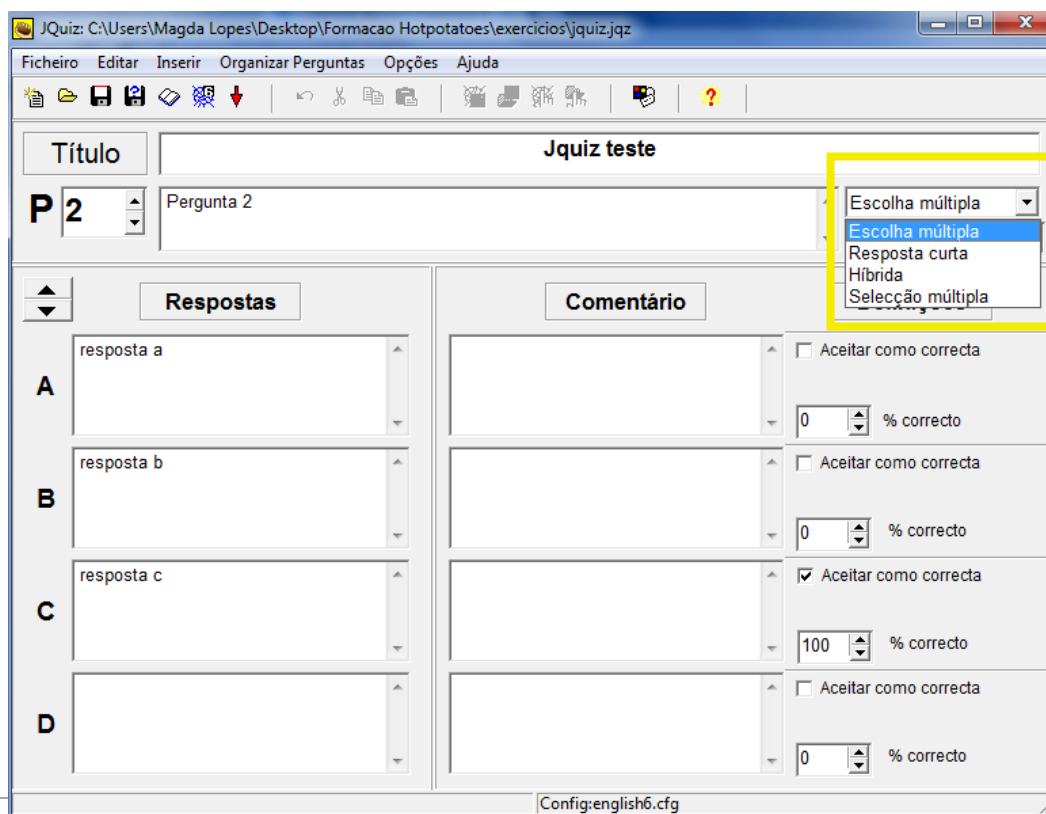 JQuiz: C:\Users\Magda Lopes\Desktop\Formacao Hotpotatoes\exercicios\jquiz.jqz
Ficheiro Editar Inserir Organizar Perguntas Opções Ajuda
Título
Jquiz teste
P 2
Pergunta 2
Escolha múltipla
Escolha múltipla
Resposta curta
Híbrida
Selecção múltipla
Respostas
Comentário
A
resposta a
Aceitar como correcta
0 % correcto
B
resposta b
Aceitar como correcta
0 % correcto
C
resposta c
Aceitar como correcta
100 % correcto
D
Aceitar como correcta
0 % correcto
Config:english6.cfg